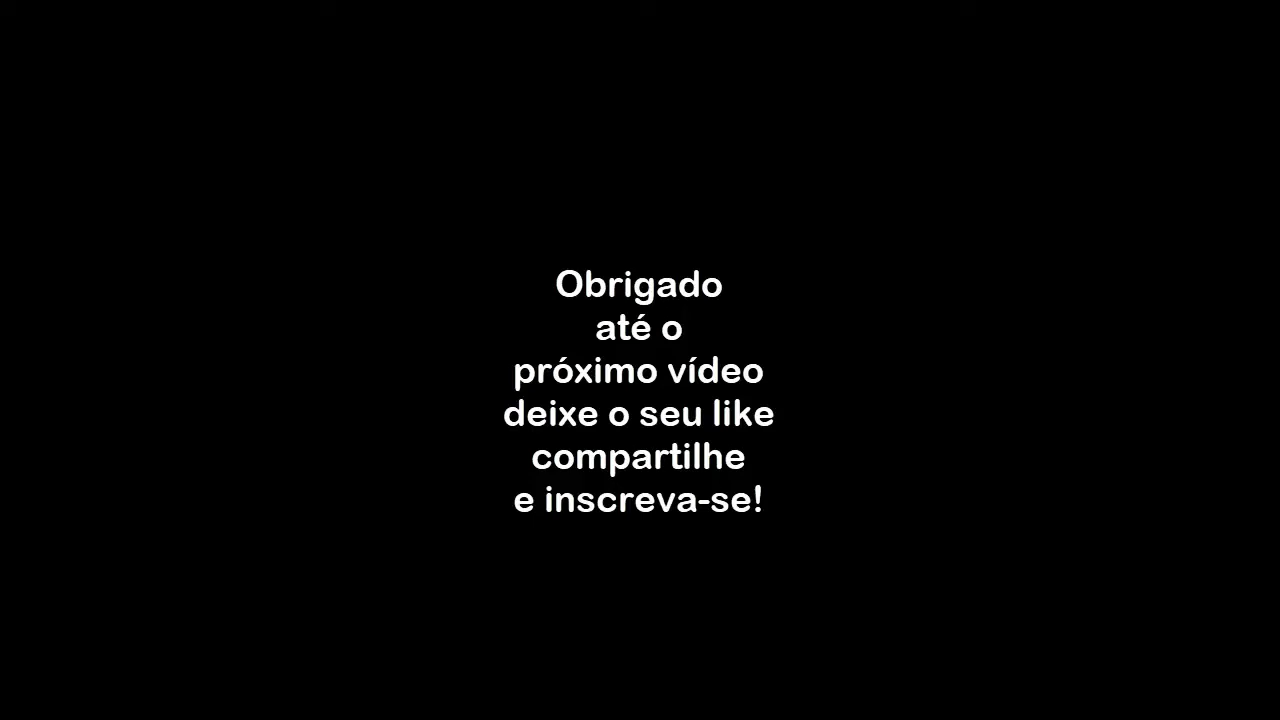 Obrigado
até o
próximo vídeo
deixe o seu like
compartilhe
e inscreva-se!